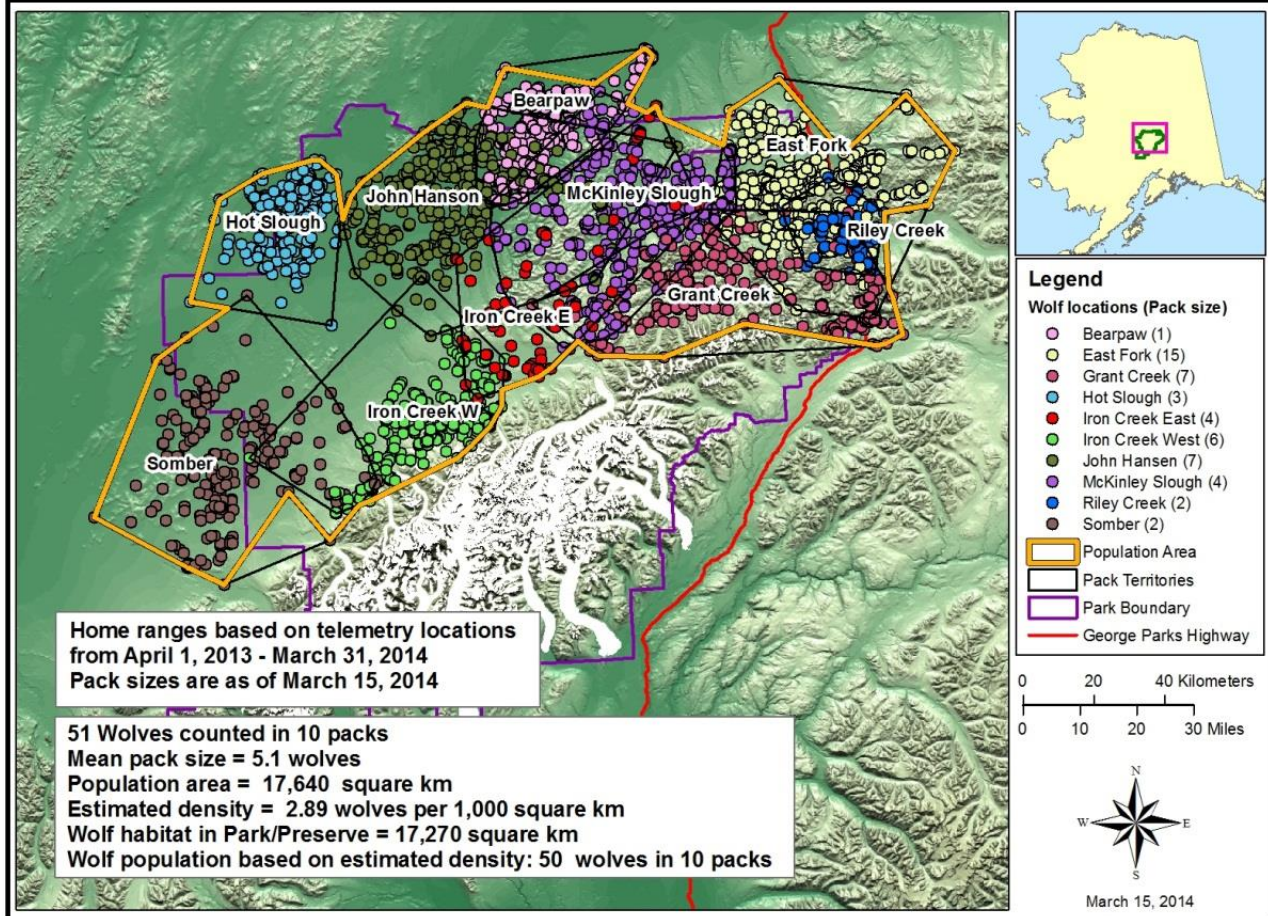 Bearpaw
East Fork
John Hanson
McKinley Slough
Hot Slough
Riley Creek
Grant Creek
Iron Creek E
Iron Creek W
Somber
Home ranges based on telemetry locations
from April 1, 2013 - March 31, 2014
Pack sizes are as of March 15, 2014
51 Wolves counted in 10 packs
Mean pack size = 5.1 wolves
Population area = 17,640 square km
Estimated density = 2.89 wolves per 1,000 square km
Wolf habitat in Park/Preserve = 17,270 square km
Wolf population based on estimated density: 50 wolves in 10 packs
Legend
Wolf locations (Pack size)
Bearpaw (1)
East Fork (15)
Grant Creek (7)
Hot Slough (3)
Iron Creek East (4)
Iron Creek West (6)
John Hansen (7)
McKinley Slough (4)
Riley Creek (2)
Somber (2)
Population Area
Pack Territories
Park Boundary
George Parks Highway
0 20 40 Kilometers
0 10 20 30 Miles
N
W E
S
March 15, 2014